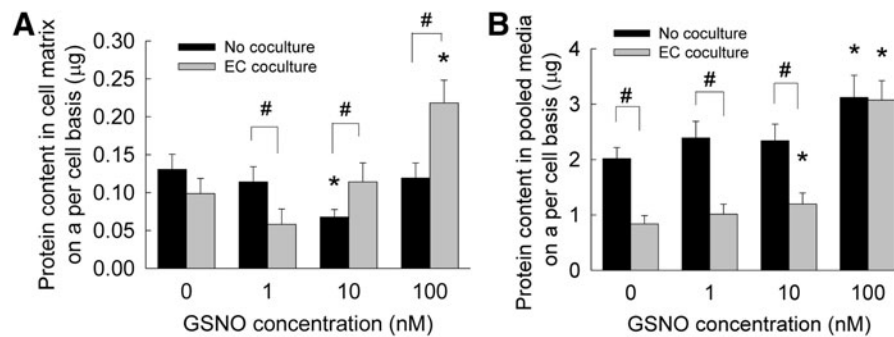 A
Protein content in cell matrix
on a per cell basis (µg)
0.30
0.25
0.20
0.15
0.10
0.05
0.00
No coculture
EC coculture
#
#
#
*
*
0
1
10
100
GSNO concentration (nM)
B
Protein content in pooled media
on a per cell basis (µg)
4
3
2
1
0
No coculture
EC coculture
#
#
#
*
*
*
0
1
10
100
GSNO concentration (nM)